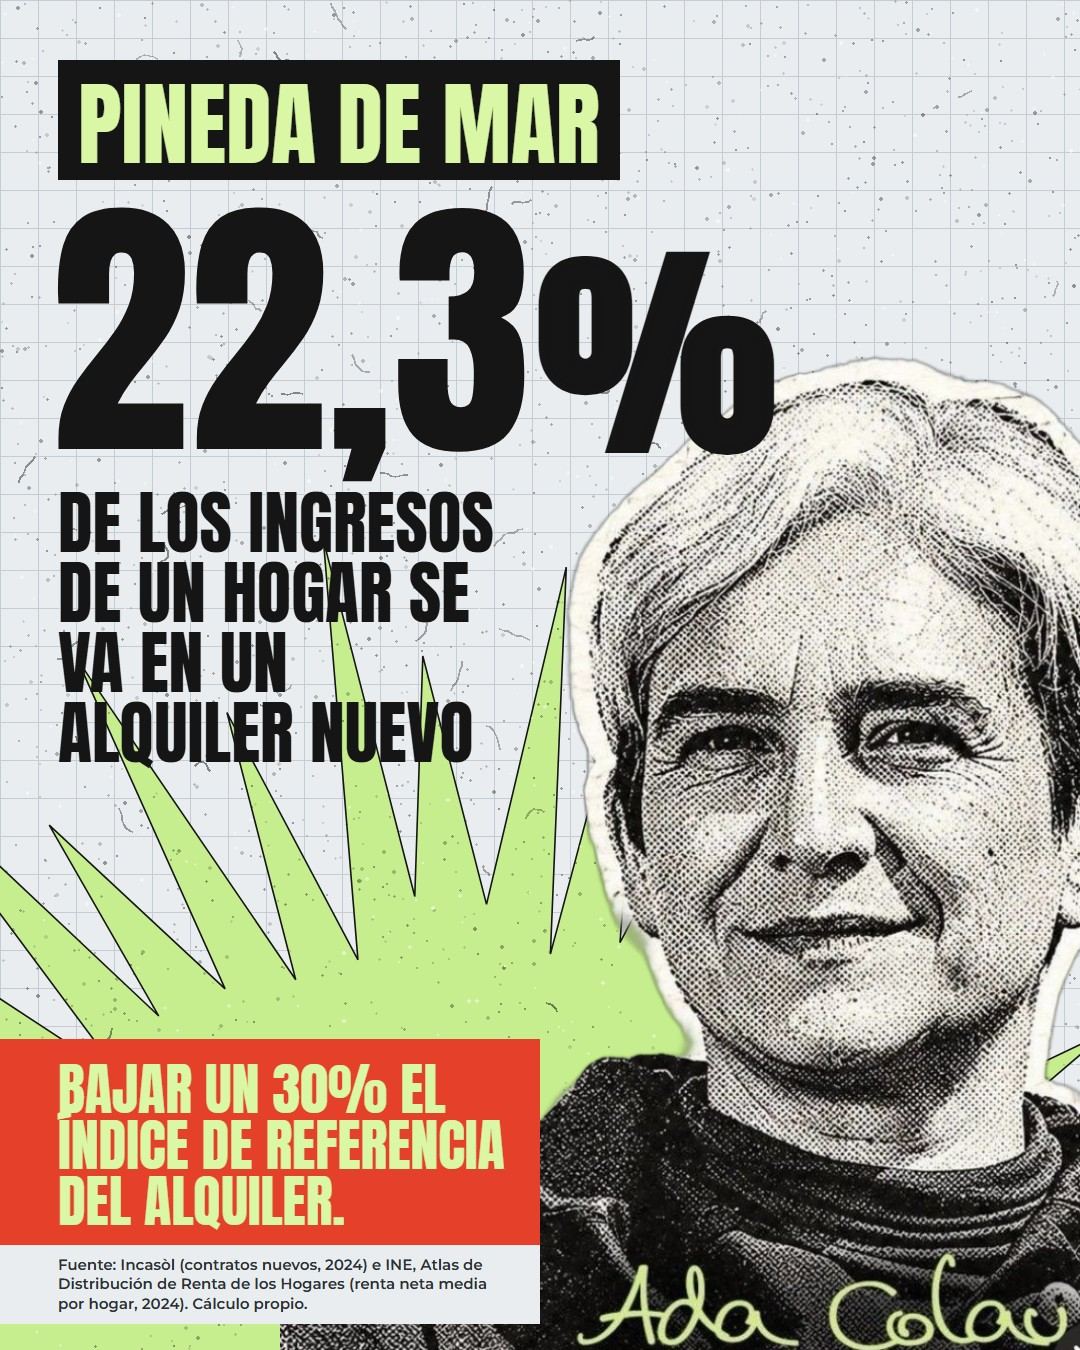 PINEDA DE MAR
22,3%
DE LOS INGRESOS
DE UN HOGAR SE
VA EN UN
ALQUILER NUEVO
BAJAR UN 30% EL
ÍNDICE DE REFERENCIA
DEL ALQUILER.
Fuente: Incasòl (contratos nuevos, 2024) e INE, Atlas de
Distribución de Renta de los Hogares (renta neta media
por hogar, 2024). Cálculo propio.
Ada Colau